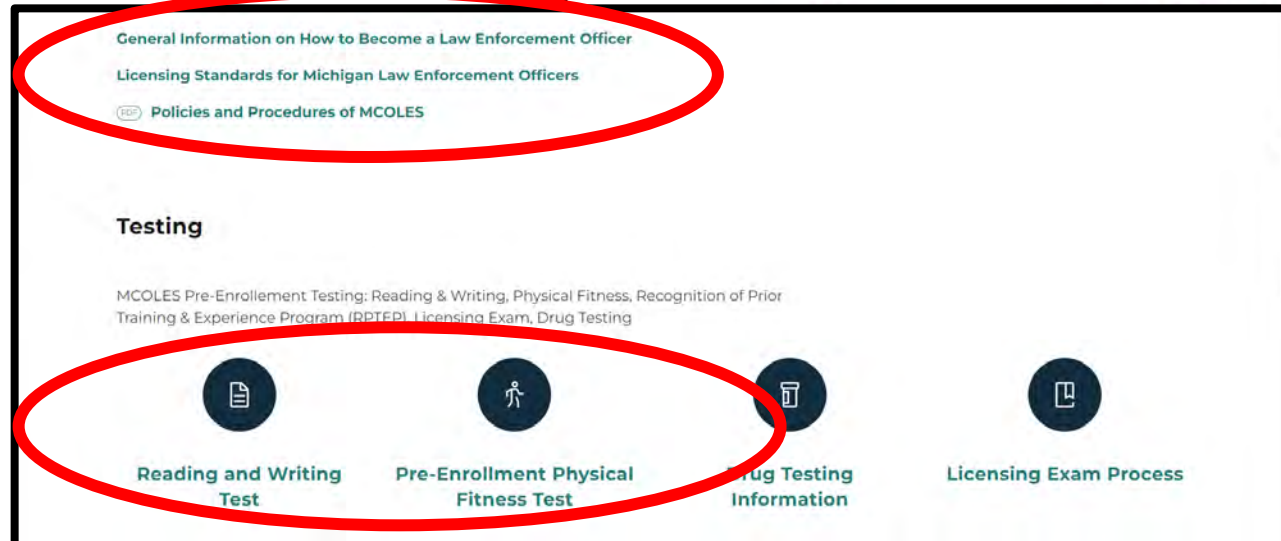 General Information on How to Become a Law Enforcement Officer
Licensing Standards for Michigan Law Enforcement Officers
PDF Policies and Procedures of MCOLES
Testing
MCOLES Pre-Enrollement Testing: Reading & Writing, Physical Fitness, Recognition of Prior
Training & Experience Program (RPTEP), Licensing Exam, Drug Testing
Reading and Writing
Test
Pre-Enrollment Physical
Fitness Test
Drug Testing
Information
Licensing Exam Process